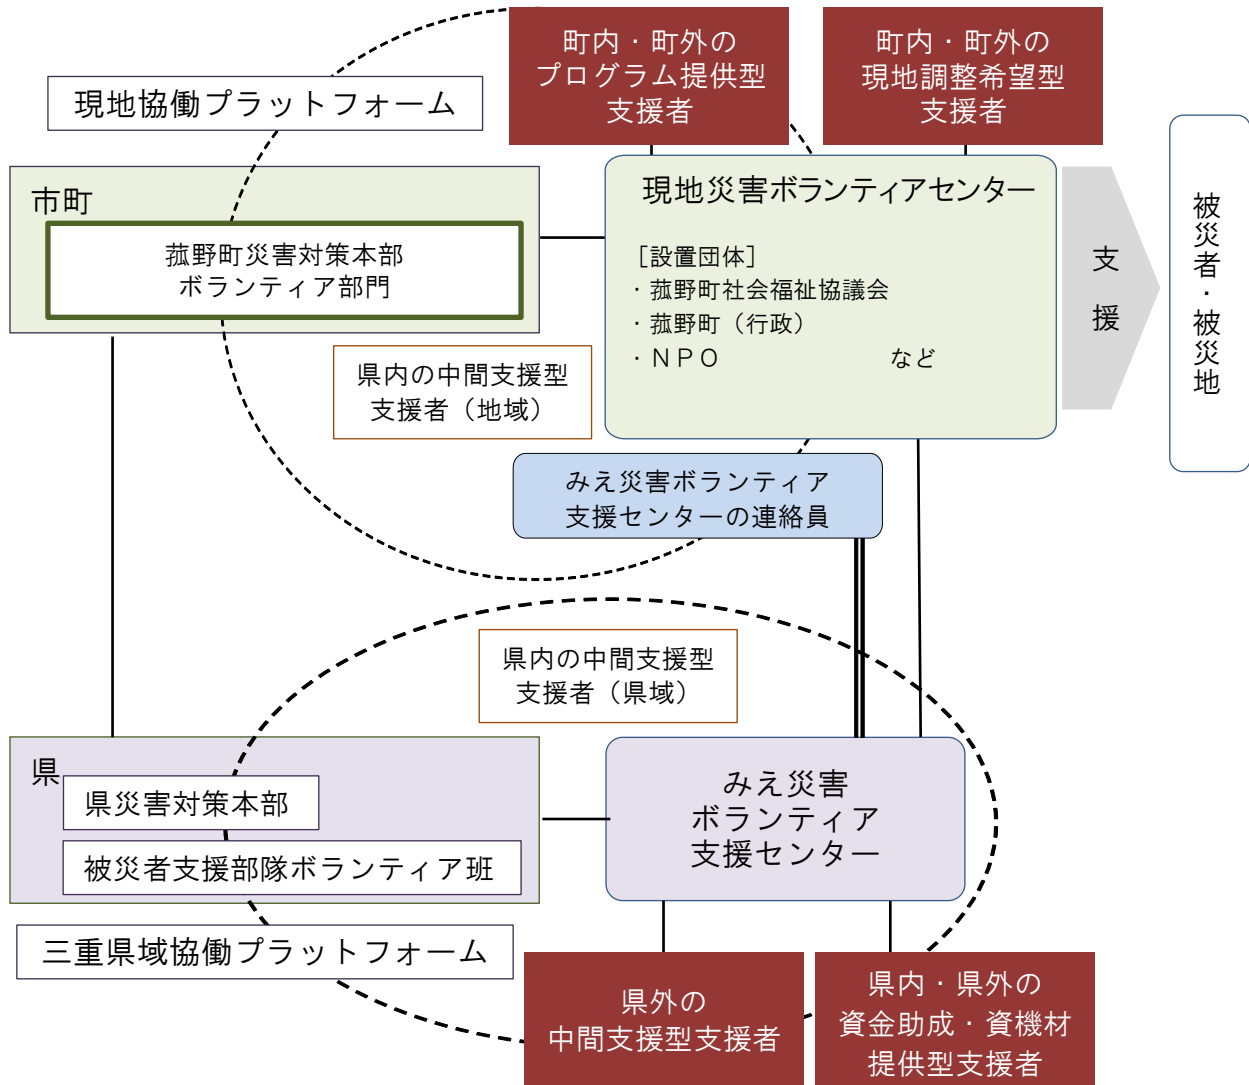 町内・町外の
プログラム提供型
支援者
町内・町外の
現地調整希望型
支援者
現地協働プラットフォーム
市町
菰野町災害対策本部
ボランティア部門
現地災害ボランティアセンター
［設置団体］
・菰野町社会福祉協議会
・菰野町（行政）
・ＮＰＯ　　　　　　　など
支援
被災者・被災地
県内の中間支援型
支援者（地域）
みえ災害ボランティア
支援センターの連絡員
県内の中間支援型
支援者（県域）
県
県災害対策本部
被災者支援部隊ボランティア班
みえ災害
ボランティア
支援センター
三重県域協働プラットフォーム
県外の
中間支援型支援者
県内・県外の
資金助成・資機材
提供型支援者